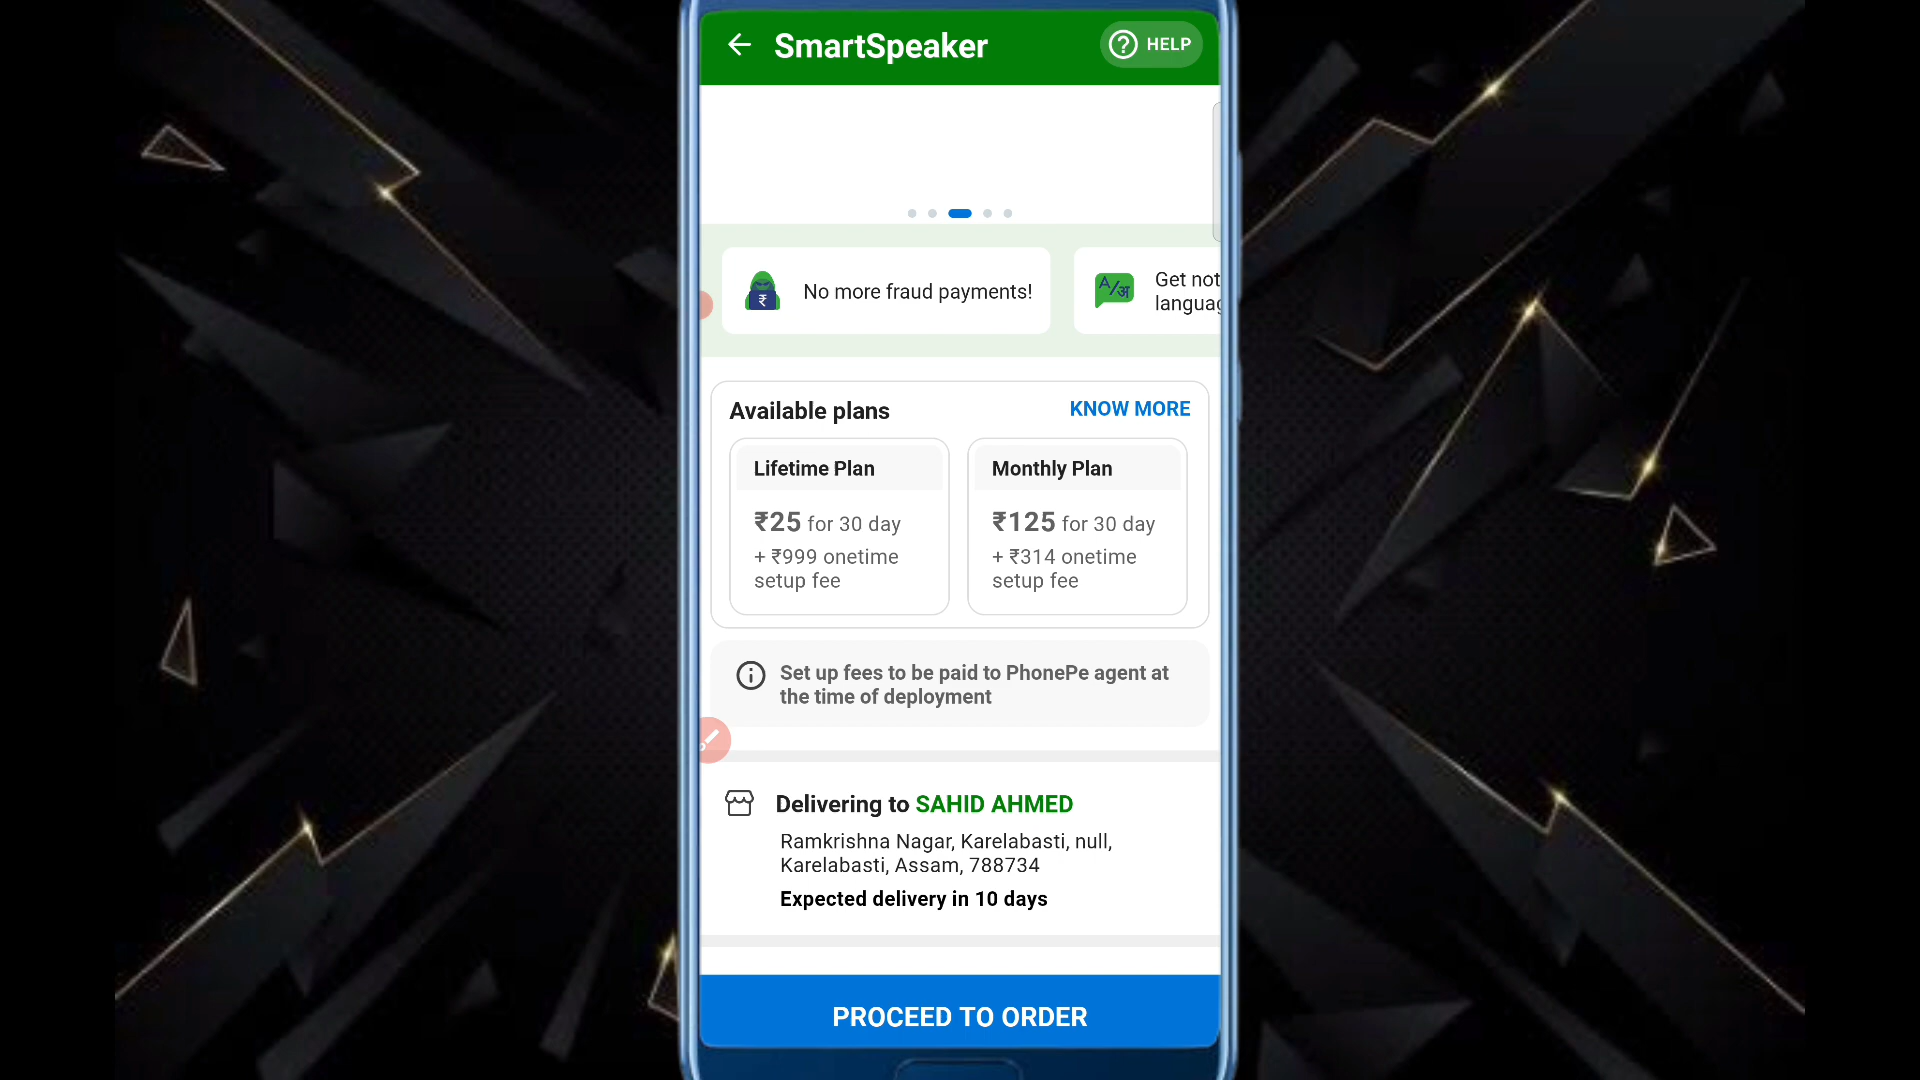 SmartSpeaker
HELP
₹
No more fraud payments!
A/अ
Get not
languag
Available plans
KNOW MORE
Lifetime Plan
₹25 for 30 day
+ ₹999 onetime
setup fee
Monthly Plan
₹125 for 30 day
+ ₹314 onetime
setup fee
Set up fees to be paid to PhonePe agent at
the time of deployment
Delivering to SAHID AHMED
Ramkrishna Nagar, Karelabasti, null,
Karelabasti, Assam, 788734
Expected delivery in 10 days
PROCEED TO ORDER